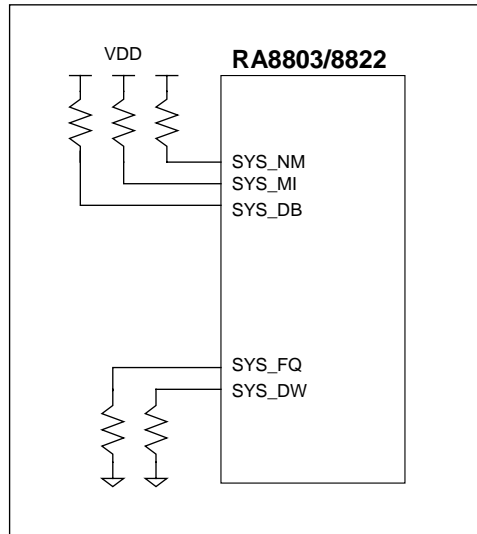 VDD
RA8803/8822
SYS_NM
SYS_MI
SYS_DB
SYS_FQ
SYS_DW